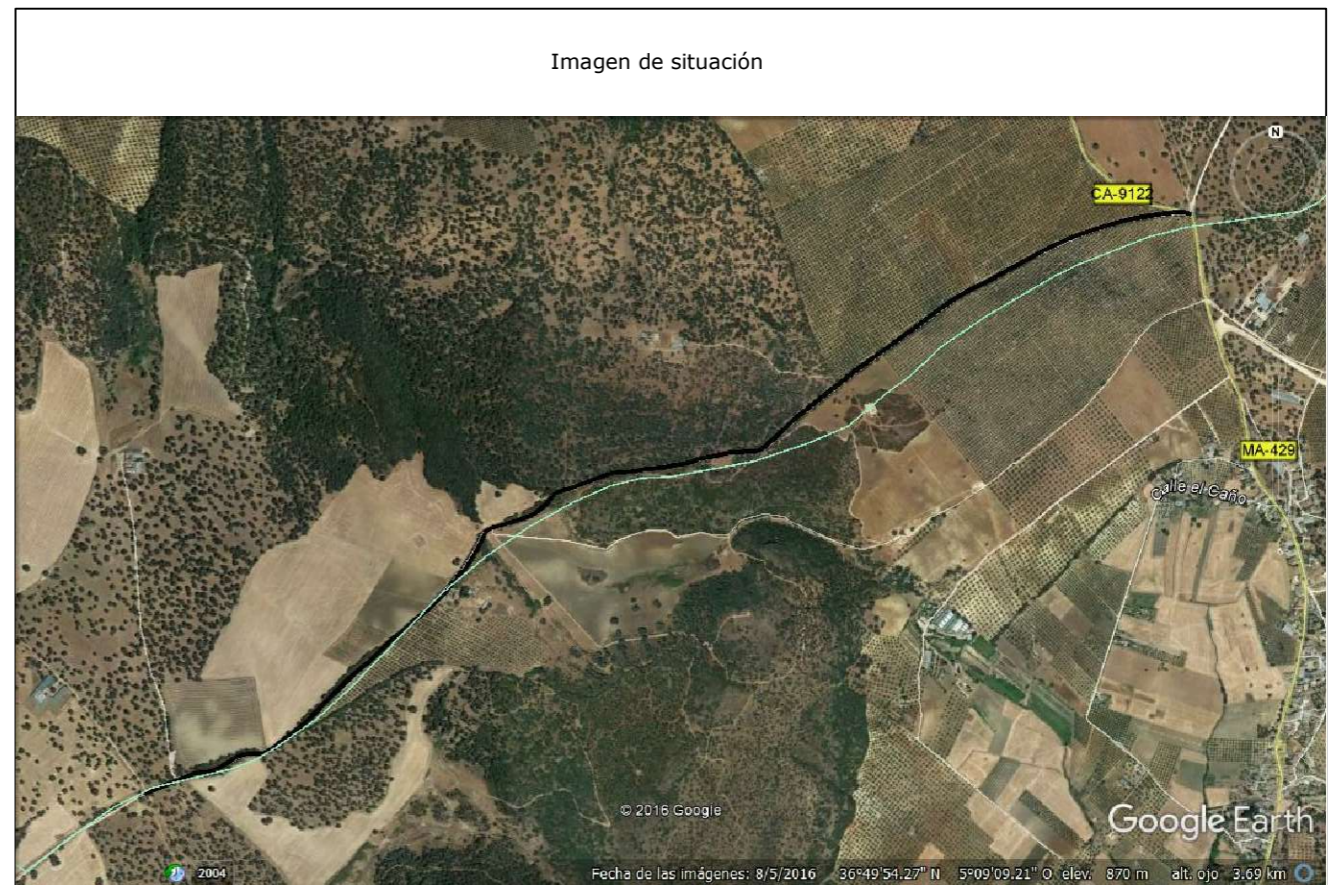 Imagen de situación
N
CA-9122
MA-429
Calle el Caño
© 2016 Google
Google Earth
2004
Fecha de las imágenes: 8/5/2016 36°49'54.27" N 5°09'09.21" O elev. 870 m alt. ojo 3.69 km